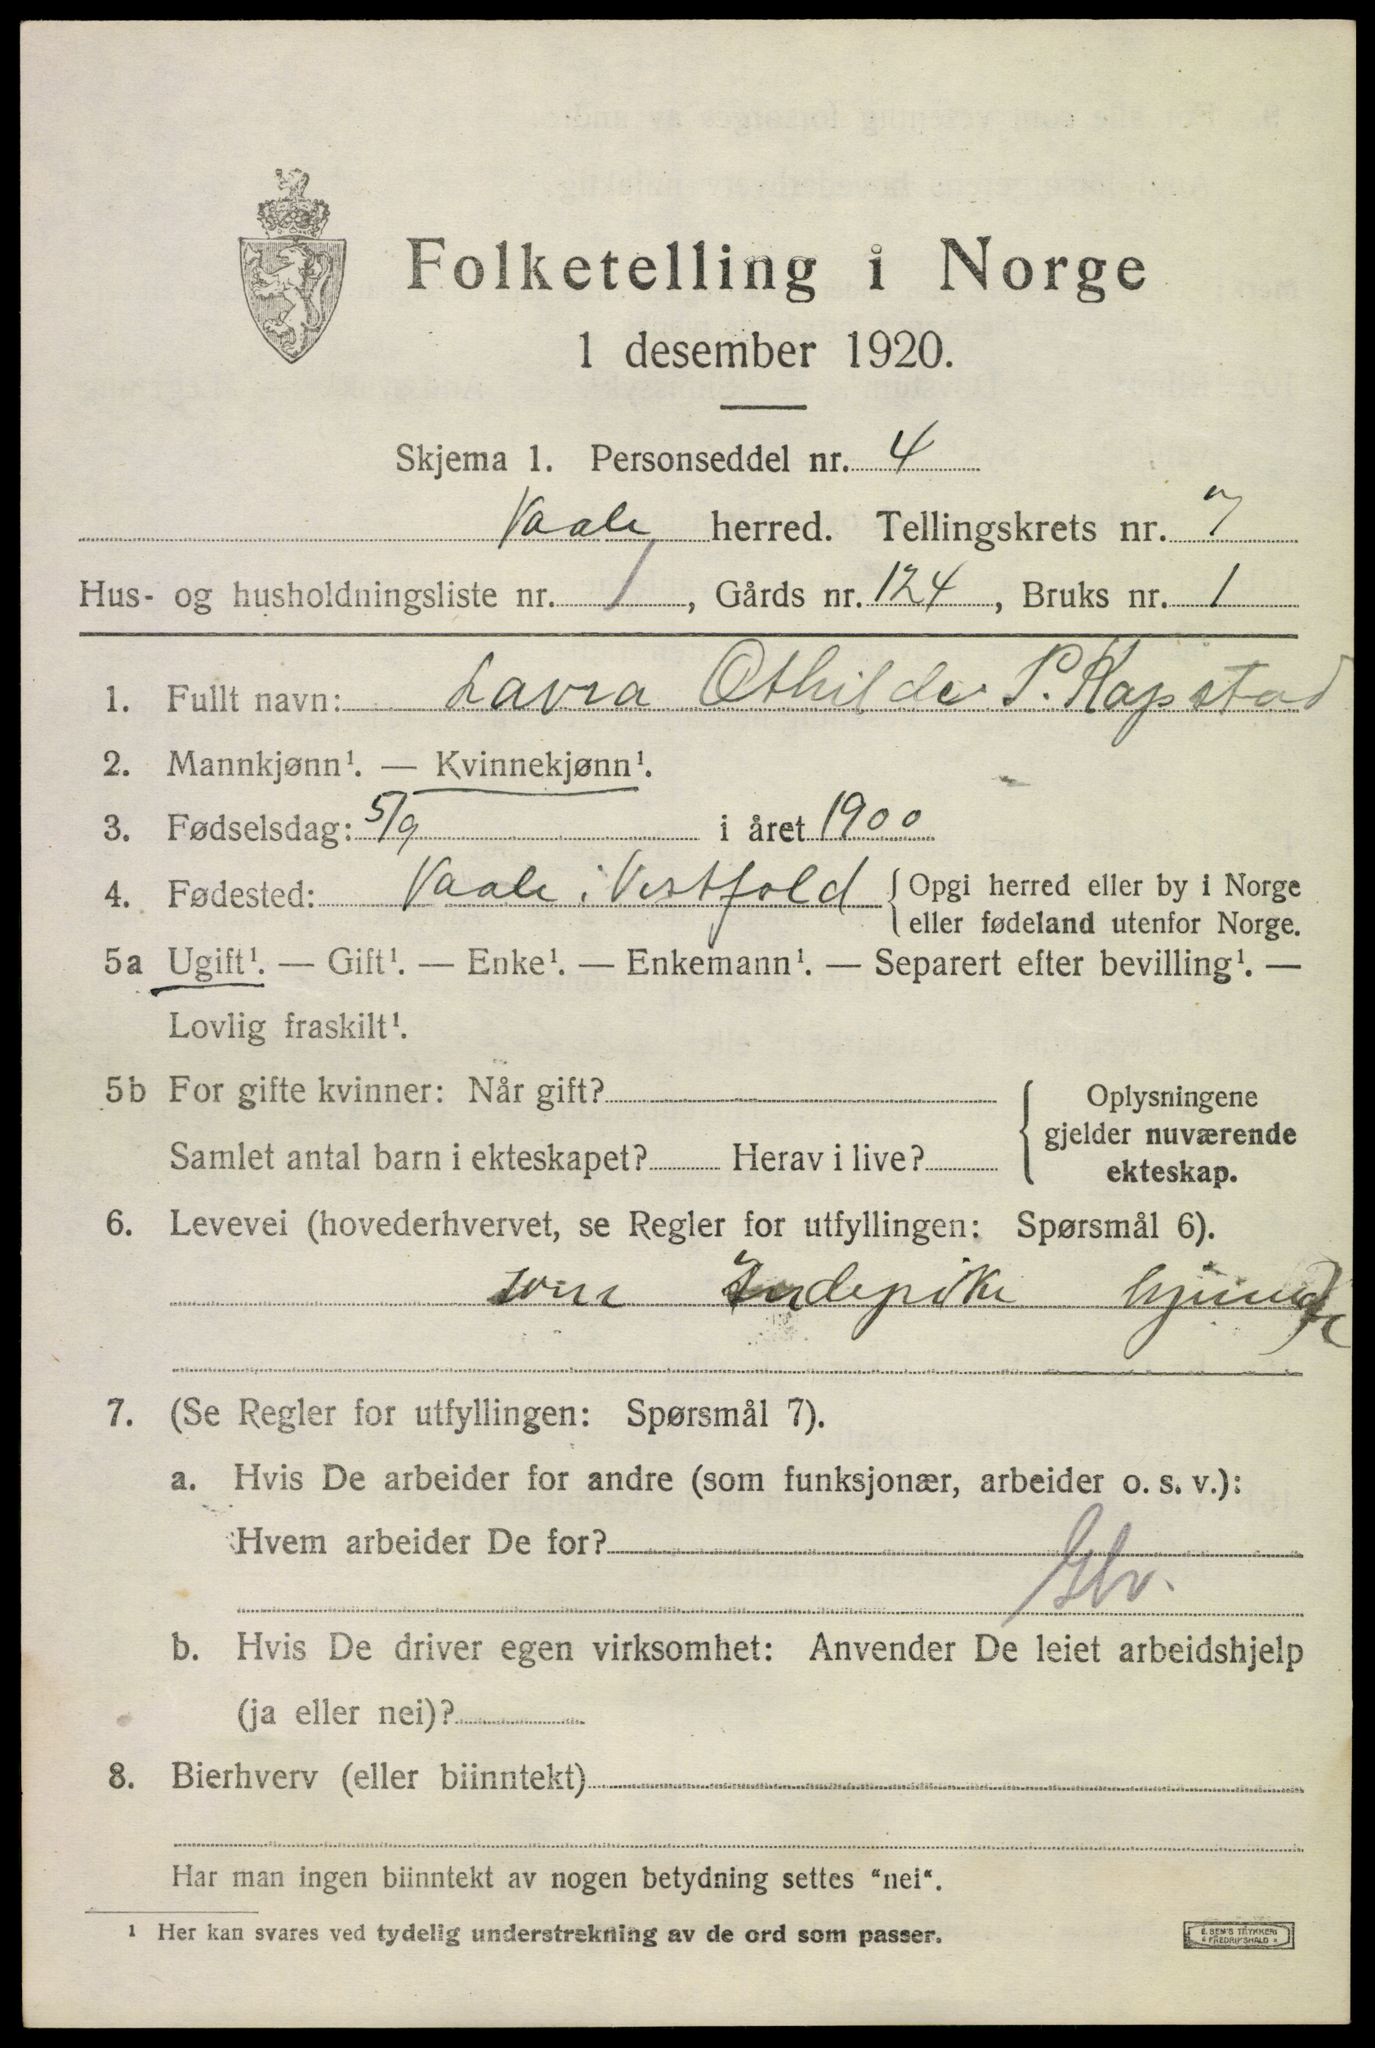 Folketelling i Norge
1 desember 1920.
Skjema 1. Personseddel nr. 4
Vaale herred. Tellingskrets nr. 7
Hus- og husholdningsliste nr. 1, Gårds nr. 124, Bruks nr. 1
1. Fullt navn: Lavra Othilde P. Kapstad
2. Mannkjønn¹. — Kvinnekjønn¹.
3. Fødselsdag: 5/9 i året 1900
4. Fødested: Vaale i Vestfold { Opgi herred eller by i Norge
eller fødeland utenfor Norge.
5a Ugift¹. — Gift¹. — Enke¹. — Enkemann¹. — Separert efter bevilling¹. —
Lovlig fraskilt¹.
5b For gifte kvinner: Når gift?
Samlet antal barn i ekteskapet? Herav i live?
{ Oplysningene
gjelder nuværende
ekteskap.
6. Levevei (hovederhvervet, se Regler for utfyllingen: Spørsmål 6).
som Indepike hjemme
7. (Se Regler for utfyllingen: Spørsmål 7).
a. Hvis De arbeider for andre (som funksjonær, arbeider o. s. v.):
Hvem arbeider De for?
b. Hvis De driver egen virksomhet: Anvender De leiet arbeidshjelp
(ja eller nei)?
8. Bierhverv (eller biinntekt)
Har man ingen biinntekt av nogen betydning settes "nei".
¹ Her kan svares ved tydelig understrekning av de ord som passer.
E. SEM'S TRYKKERI
FREDRIKSHALD